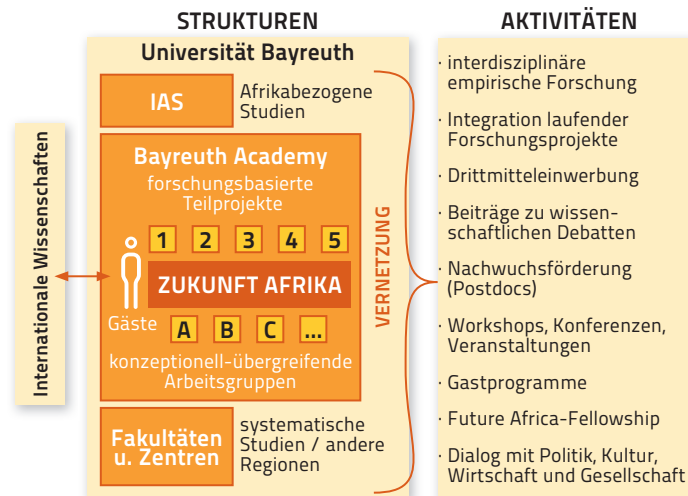 STRUKTUREN
Universität Bayreuth
IAS
Afrikabezogene
Studien
Bayreuth Academy
forschungsbasierte
Teilprojekte
1 2 3 4 5
ZUKUNFT AFRIKA
Gäste
A B C ...
konzeptionell-übergreifende
Arbeitsgruppen
Fakultäten
u. Zentren
systematische
Studien / andere
Regionen
Internationale Wissenschaften
VERNETZUNG
AKTIVITÄTEN
· interdisziplinäre
empirische Forschung
· Integration laufender
Forschungsprojekte
· Drittmitteleinwerbung
· Beiträge zu wissen-
schaftlichen Debatten
· Nachwuchsförderung
(Postdocs)
· Workshops, Konferenzen,
Veranstaltungen
· Gastprogramme
· Future Africa-Fellowship
· Dialog mit Politik, Kultur,
Wirtschaft und Gesellschaft